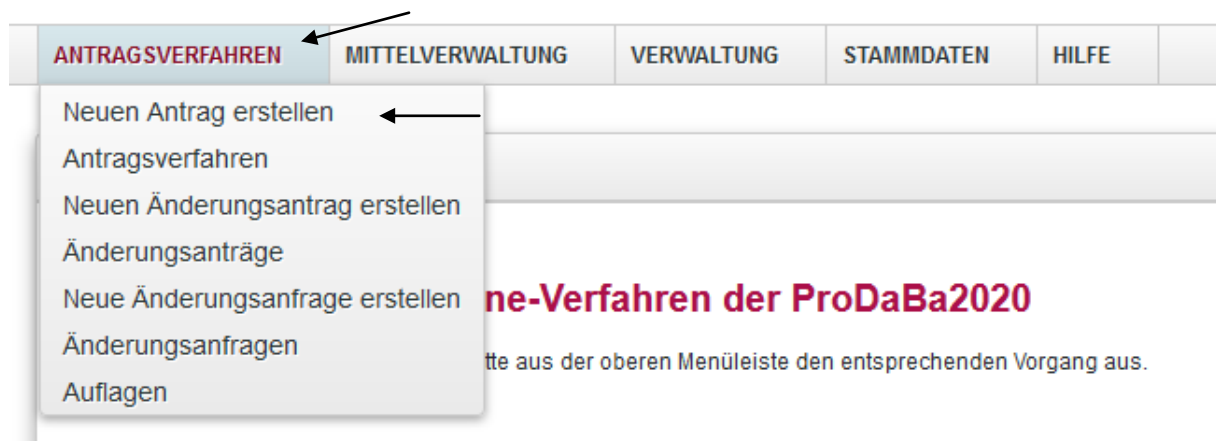 ANTRAGSVERFAHREN MITTELVERWALTUNG VERWALTUNG STAMMDATEN HILFE
Neuen Antrag erstellen
Antragsverfahren
Neuen Änderungsantrag erstellen
Änderungsanträge
Neue Änderungsanfrage erstellen
ne-Verfahren der ProDaBa2020
Änderungsanfragen
tte aus der oberen Menüleiste den entsprechenden Vorgang aus.
Auflagen